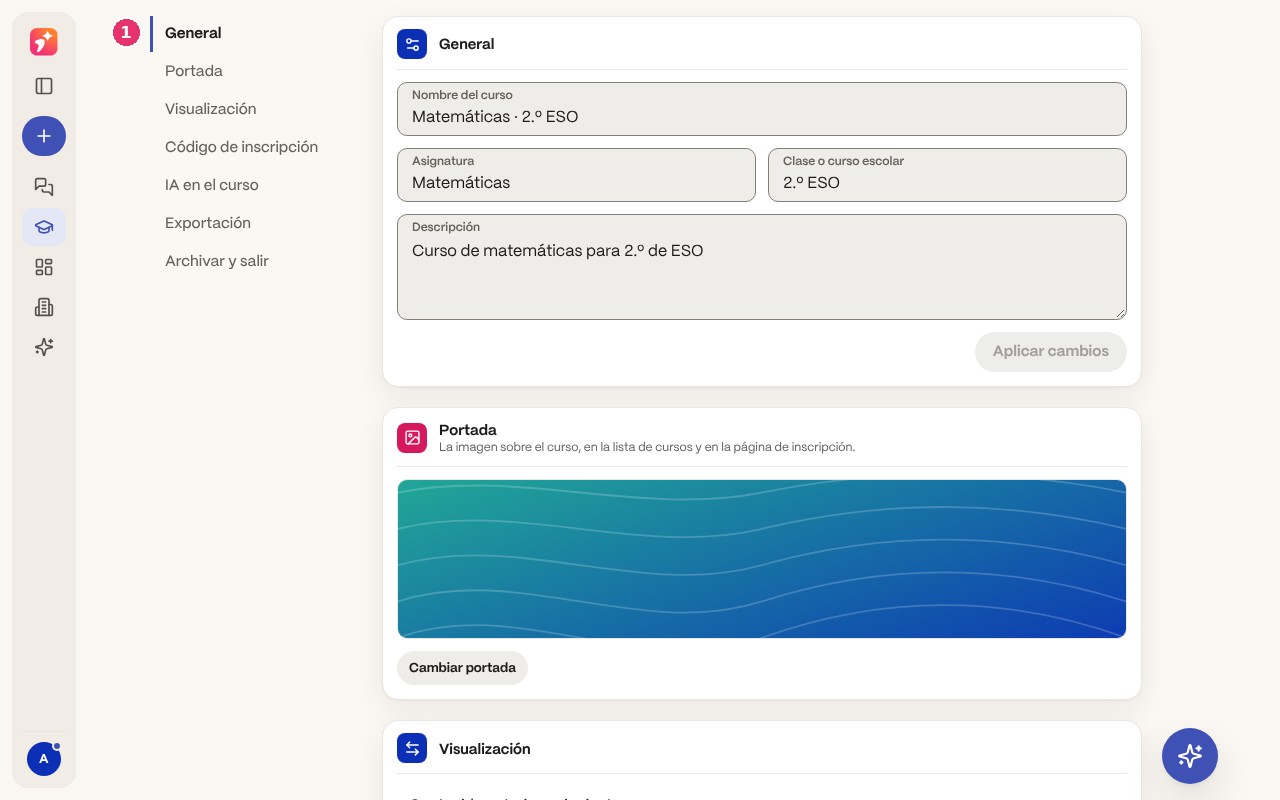 1
General
Portada
Visualización
Código de inscripción
IA en el curso
Exportación
Archivar y salir
A
General
Nombre del curso
Matemáticas · 2.º ESO
Asignatura
Matemáticas
Clase o curso escolar
2.º ESO
Descripción
Curso de matemáticas para 2.º de ESO
Aplicar cambios
Portada
La imagen sobre el curso, en la lista de cursos y en la página de inscripción.
Cambiar portada
Visualización